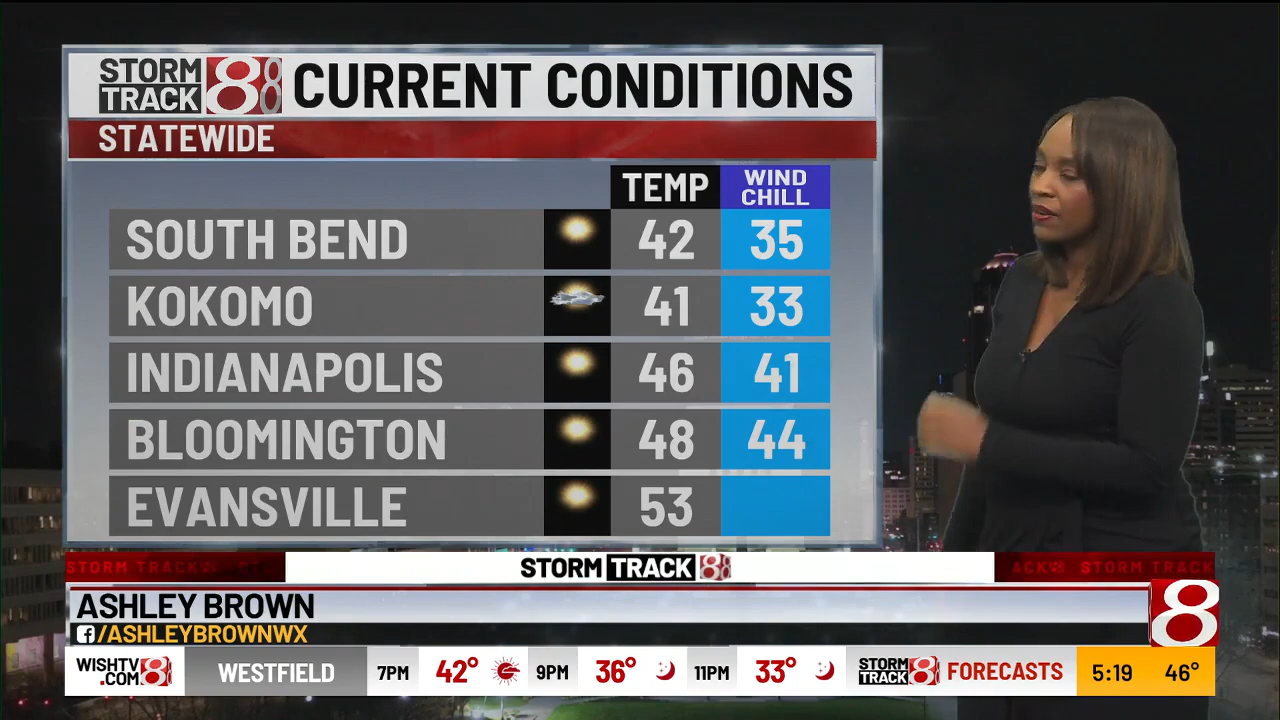 STORM TRACK 8 CURRENT CONDITIONS
STATEWIDE
TEMP WIND CHILL
SOUTH BEND 42 35
KOKOMO 41 33
INDIANAPOLIS 46 41
BLOOMINGTON 48 44
EVANSVILLE 53
STORM TRACK 8
ASHLEY BROWN
/ASHLEYBROWNWX
8
WISHTV.COM 8 WESTFIELD 7PM 42° 9PM 36° 11PM 33° STORM TRACK 8 FORECASTS 5:19 46°